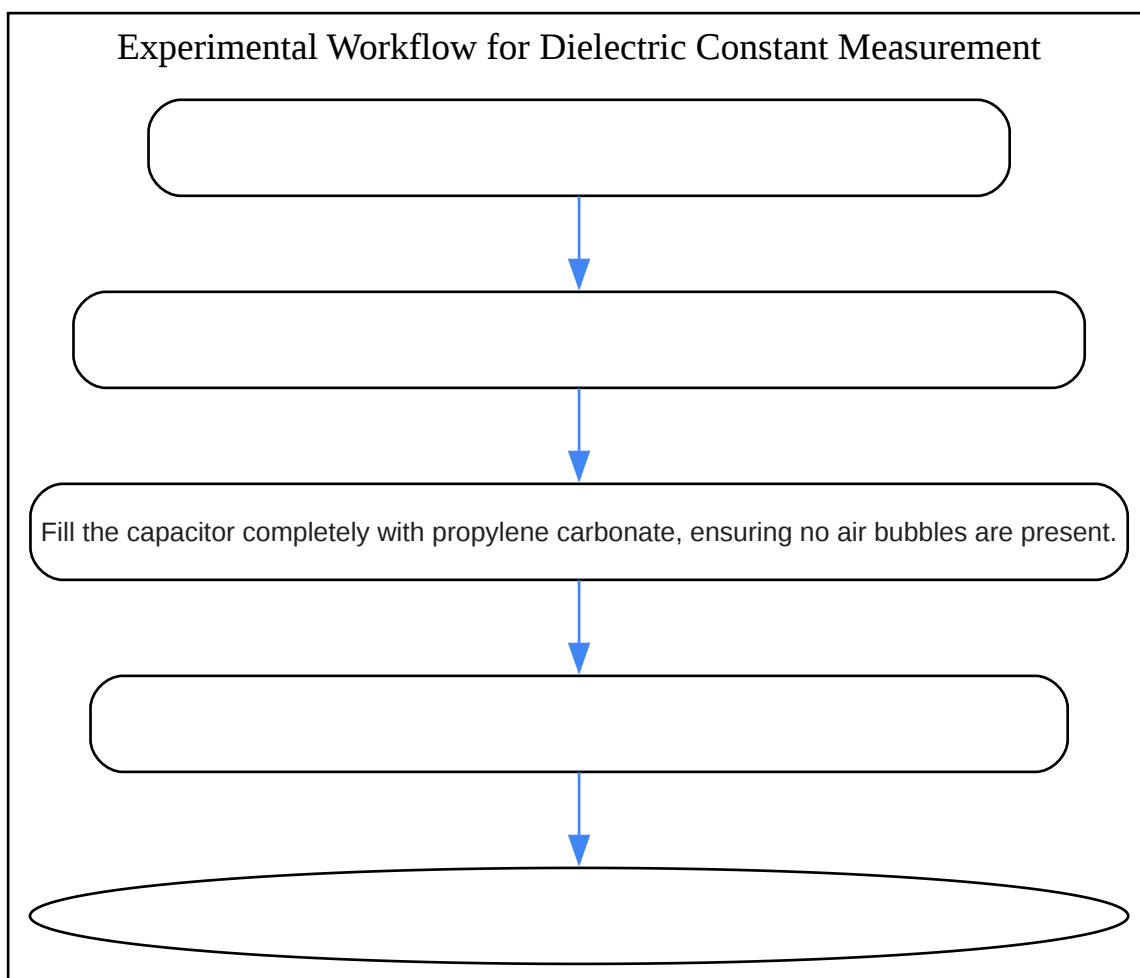 Experimental Workflow for Dielectric Constant Measurement
Fill the capacitor completely with propylene carbonate, ensuring no air bubbles are present.